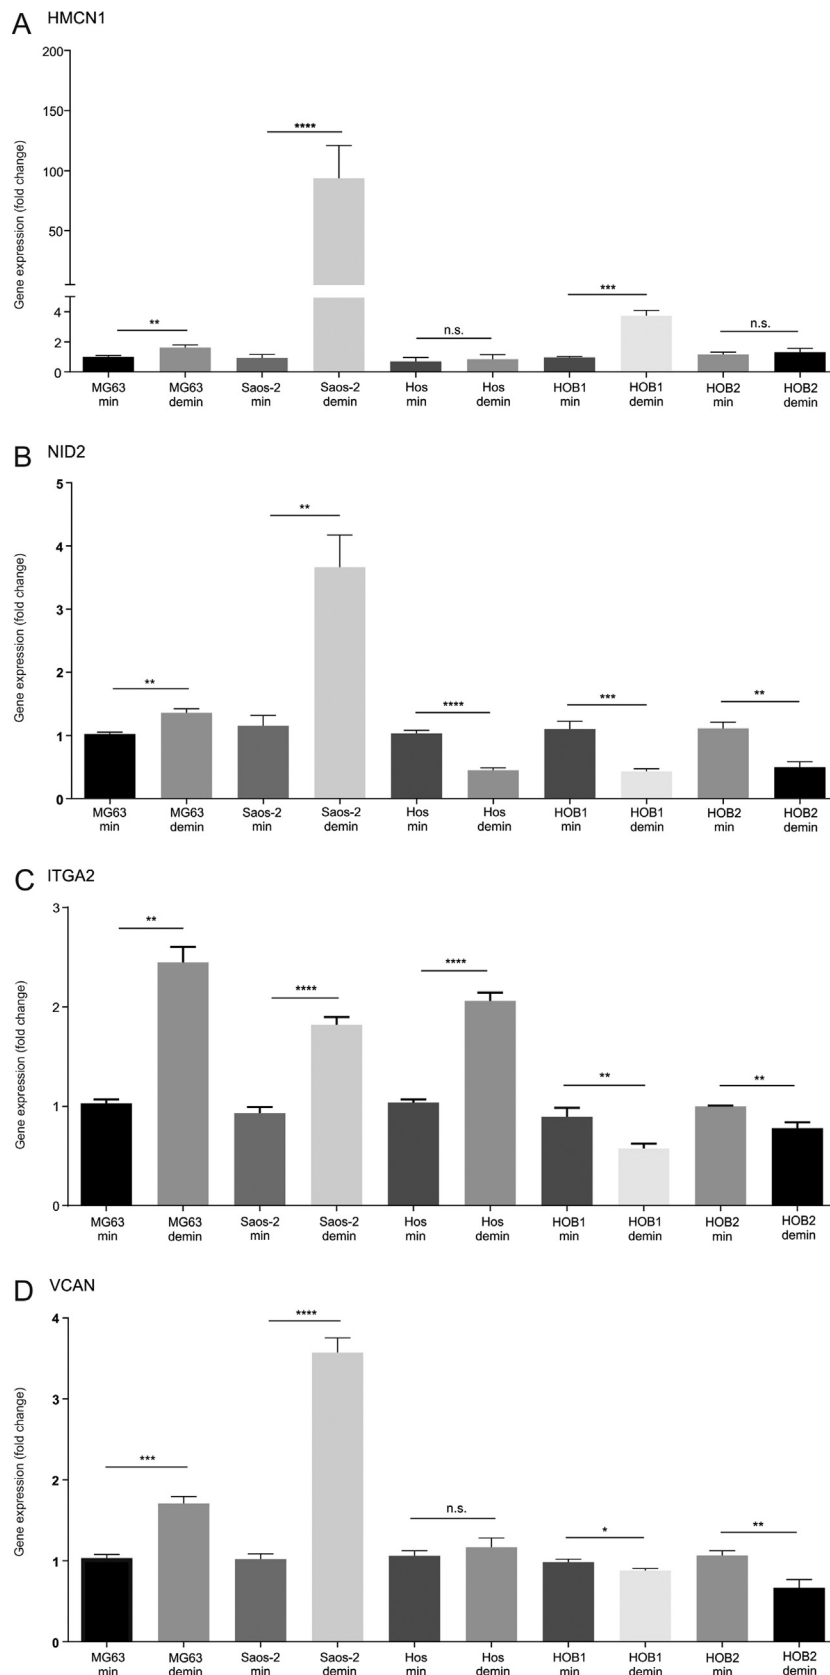 A HMCN1
Gene expression (fold change)
200
150
100
50
4
2
0
**
****
n.s.
***
n.s.
MG63 min
MG63 demin
Saos-2 min
Saos-2 demin
Hos min
Hos demin
HOB1 min
HOB1 demin
HOB2 min
HOB2 demin
B NID2
Gene expression (fold change)
5
4
3
2
1
0
**
**
****
***
**
MG63 min
MG63 demin
Saos-2 min
Saos-2 demin
Hos min
Hos demin
HOB1 min
HOB1 demin
HOB2 min
HOB2 demin
C ITGA2
Gene expression (fold change)
3
2
1
0
**
****
****
**
**
MG63 min
MG63 demin
Saos-2 min
Saos-2 demin
Hos min
Hos demin
HOB1 min
HOB1 demin
HOB2 min
HOB2 demin
D VCAN
Gene expression (fold change)
4
3
2
1
0
***
****
n.s.
*
**
MG63 min
MG63 demin
Saos-2 min
Saos-2 demin
Hos min
Hos demin
HOB1 min
HOB1 demin
HOB2 min
HOB2 demin